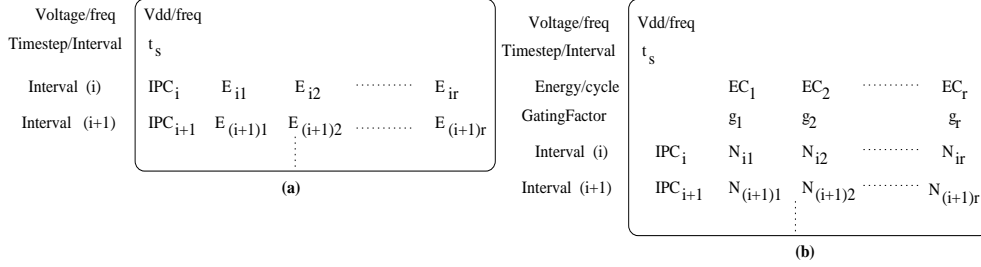 Voltage/freq Vdd/freq
Timestep/Interval t_s
Interval (i) IPC_i E_i1 E_i2 .......... E_ir
Interval (i+1) IPC_i+1 E_(i+1)1 E_(i+1)2 .......... E_(i+1)r
(a)
Voltage/freq Vdd/freq
Timestep/Interval t_s
Energy/cycle EC_1 EC_2 .......... EC_r
GatingFactor g_1 g_2 g_r
Interval (i) IPC_i N_i1 N_i2 .......... N_ir
Interval (i+1) IPC_i+1 N_(i+1)1 N_(i+1)2 .......... N_(i+1)r
(b)